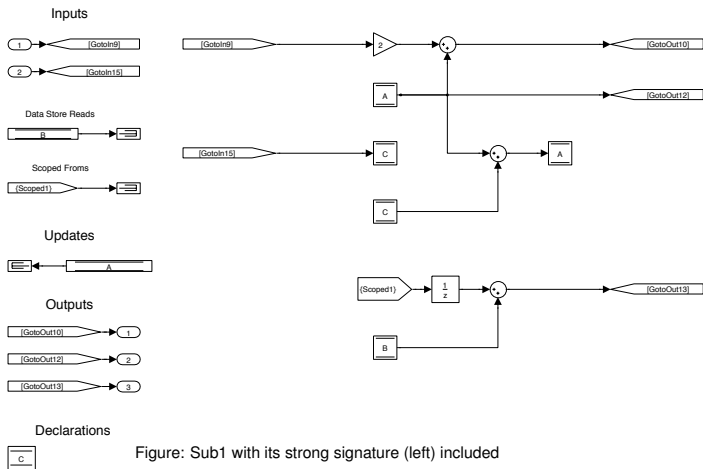 Inputs
1
[GotoIn9]
2
[GotoIn15]
Data Store Reads
B
Scoped Froms
{Scoped1}
Updates
A
Outputs
[GotoOut10]
1
[GotoOut12]
2
[GotoOut13]
3
Declarations
C
[GotoIn9]
2
[GotoOut10]
A
[GotoOut12]
[GotoIn15]
C
A
C
{Scoped1}
1
z
[GotoOut13]
B
Figure: Sub1 with its strong signature (left) included